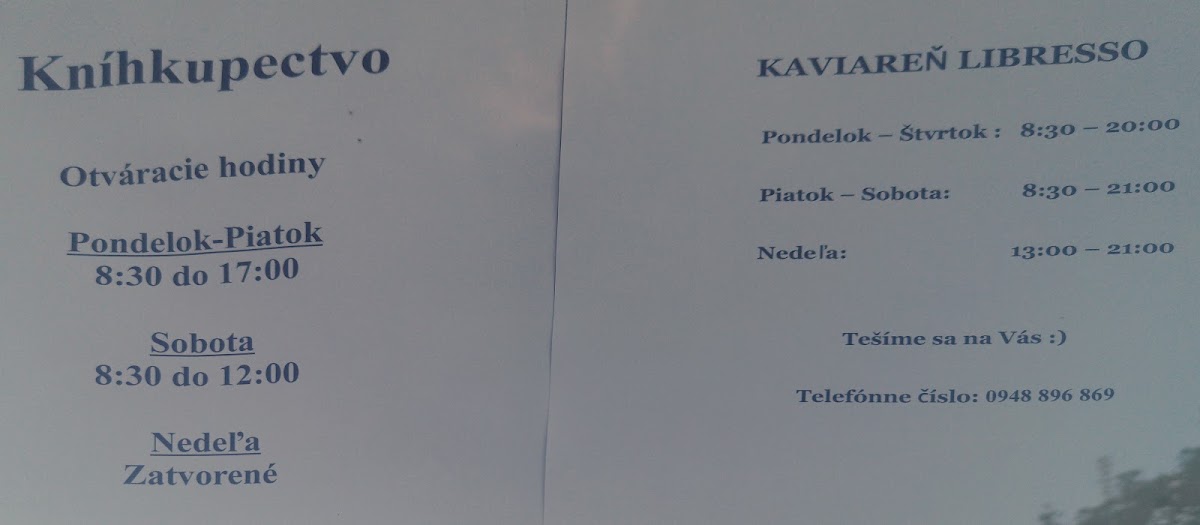 Kníhkupectvo
Otváracie hodiny
Pondelok-Piatok
8:30 do 17:00
Sobota
8:30 do 12:00
Nedeľa
Zatvorené
KAVIAREŇ LIBRESSO
Pondelok – Štvrtok : 8:30 – 20:00
Piatok – Sobota: 8:30 – 21:00
Nedeľa: 13:00 – 21:00
Tešíme sa na Vás :)
Telefónne číslo: 0948 896 869